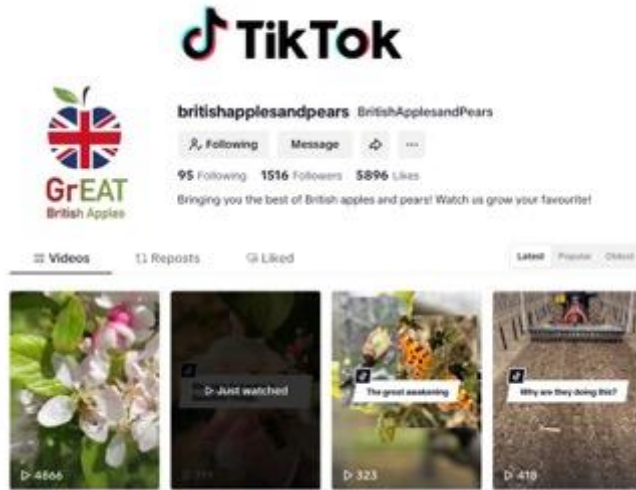 TikTok
britishapplesandpears BritishApplesandPears
Following Message ...
95 Following 1516 Followers 5896 Likes
GrEAT
British Apples
Bringing you the best of British apples and pears! Watch us grow your favourite!
Videos Reposts Liked Latest Popular Oldest
Just watched
The great awakening
Why are they doing this?
4866 323 418